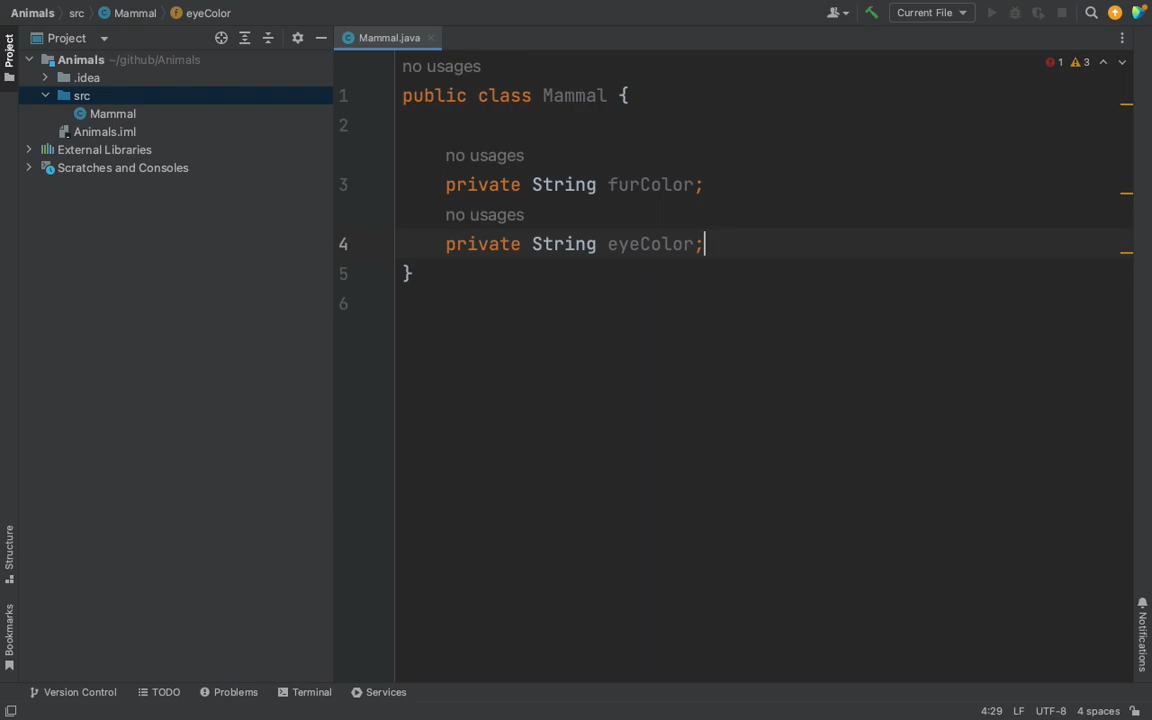 Animals src Mammal eyeColor Current File
Project Mammal.java
Animals ~/github/Animals
.idea
src
Mammal
Animals.iml
External Libraries
Scratches and Consoles
Project
Structure
Bookmarks
no usages 1 3
1 public class Mammal {
2
no usages
3 private String furColor;
no usages
4 private String eyeColor;
5 }
6
Notifications
Version Control TODO Problems Terminal Services
4:29 LF UTF-8 4 spaces